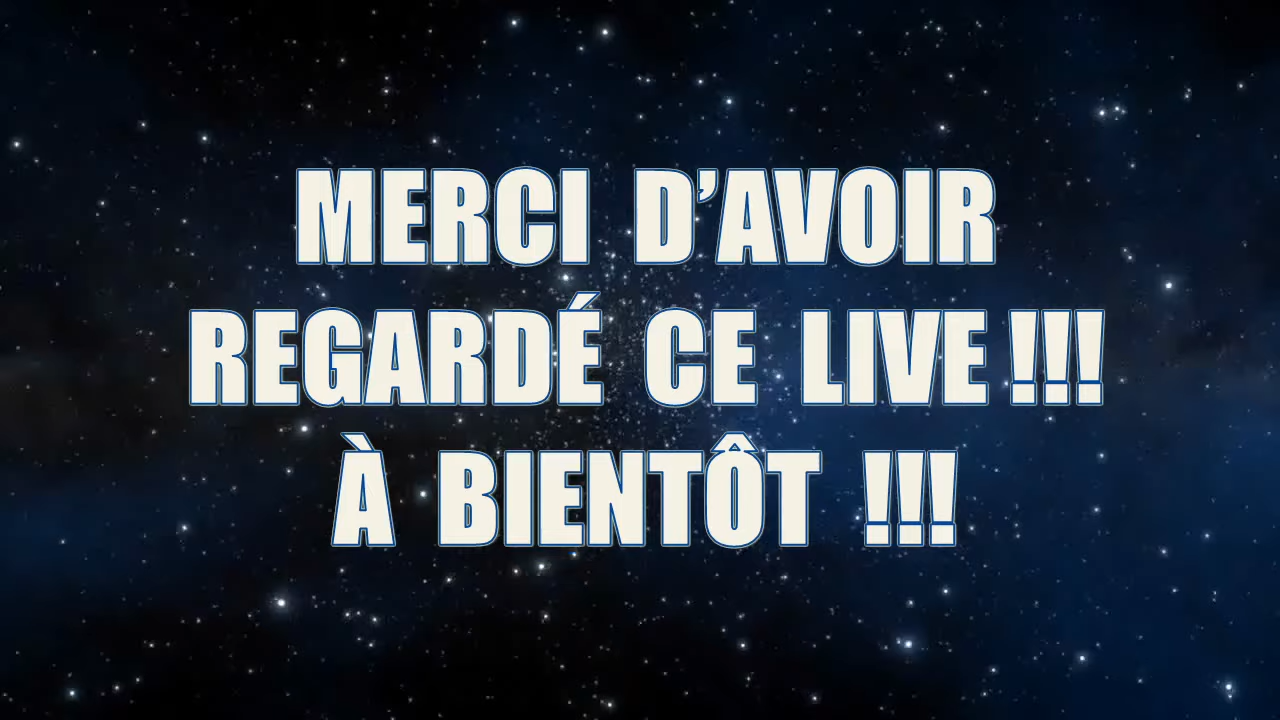 MERCI D’AVOIR
REGARDÉ CE LIVE !!!
À BIENTÔT !!!